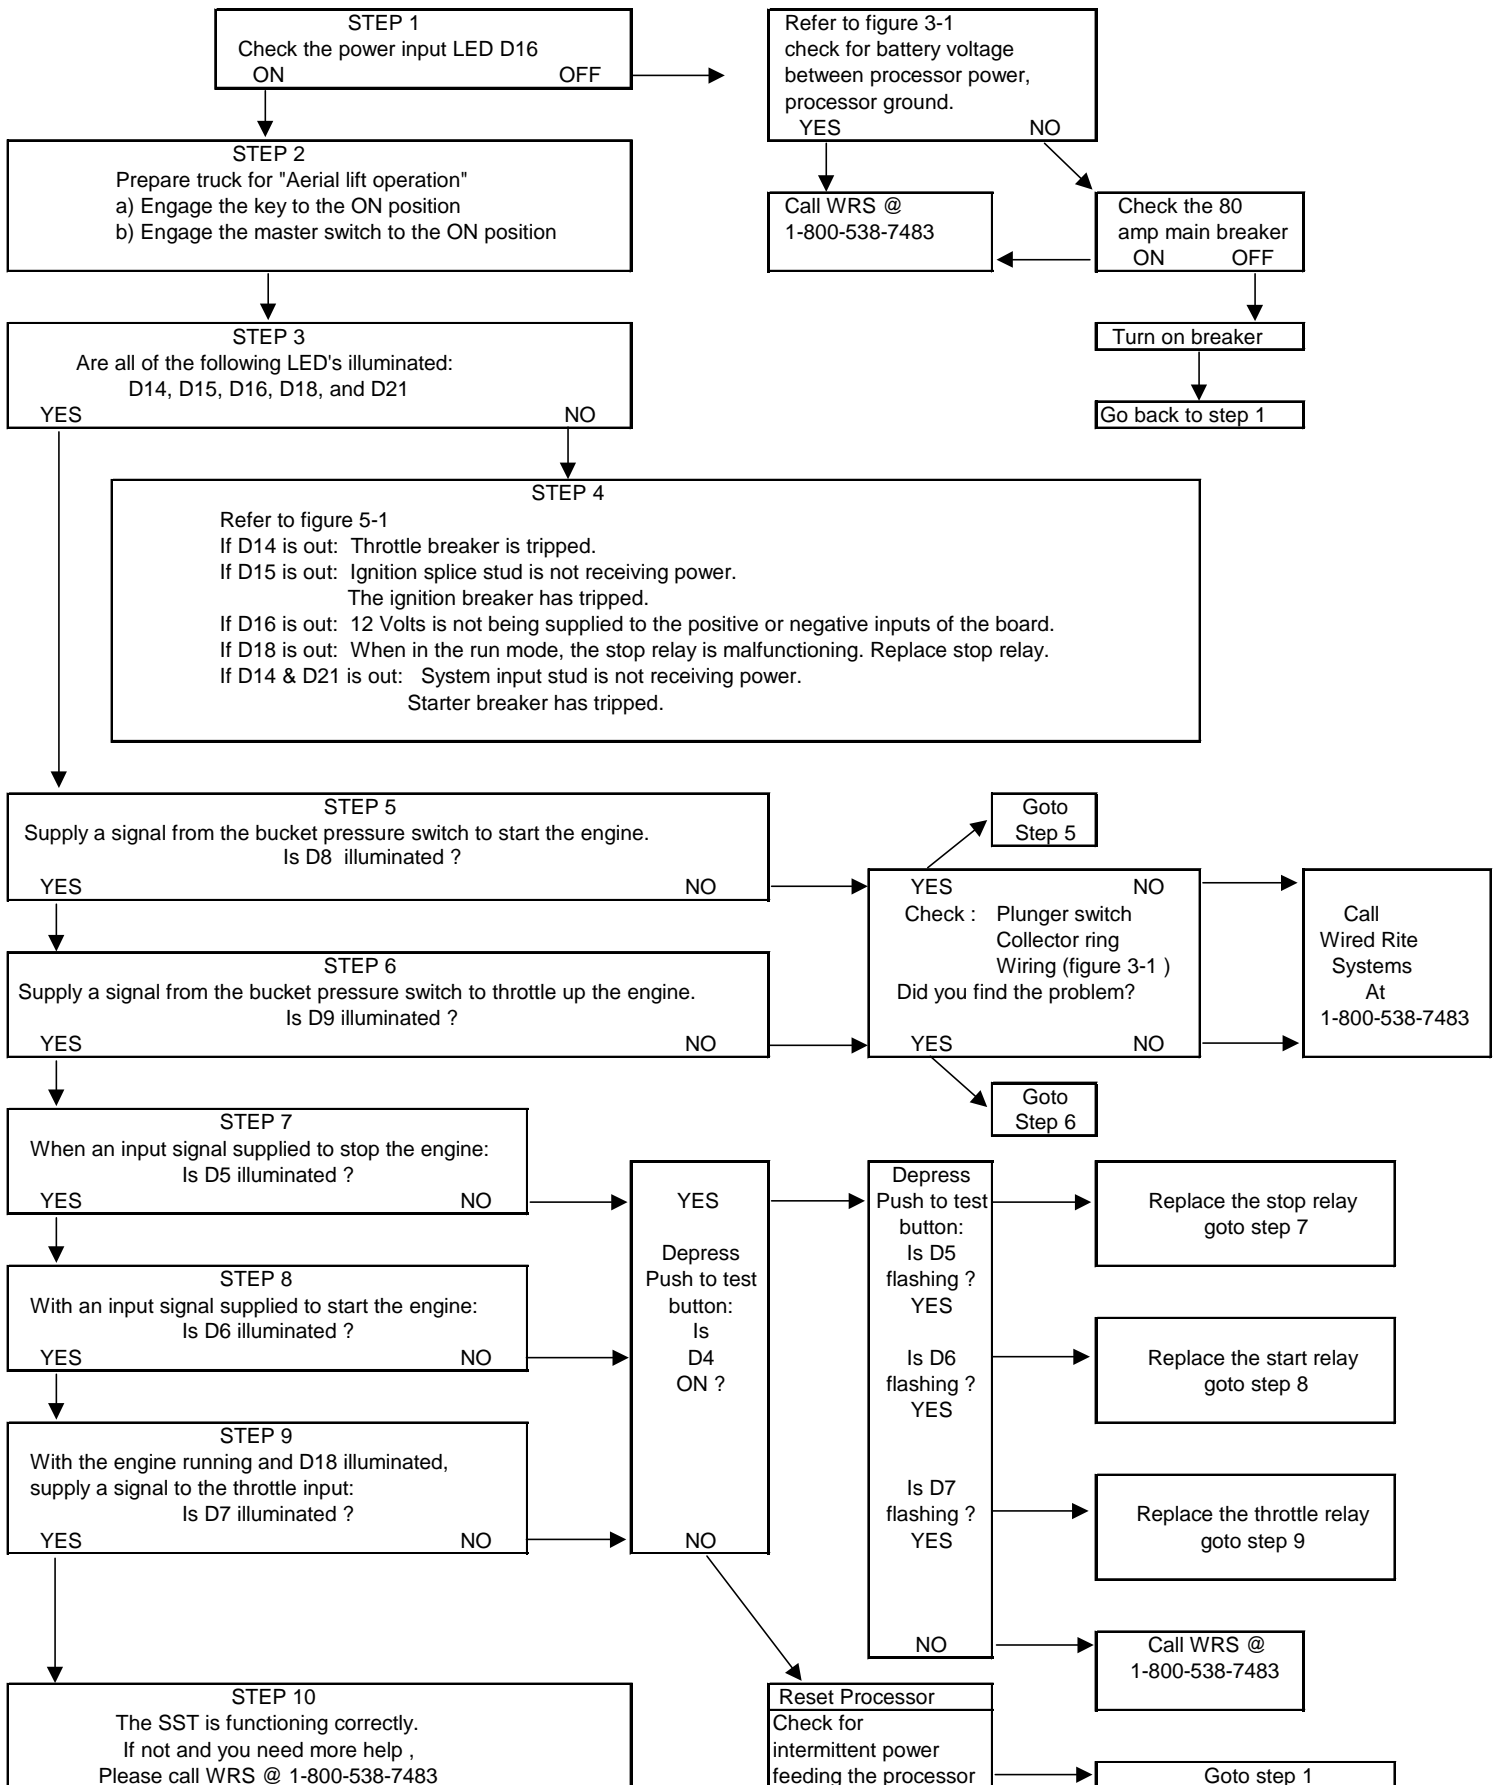 STEP 1
Check the power input LED D16
ON OFF
Refer to figure 3-1
check for battery voltage
between processor power,
processor ground.
YES NO
STEP 2
Prepare truck for "Aerial lift operation"
a) Engage the key to the ON position
b) Engage the master switch to the ON position
Call WRS @
1-800-538-7483
Check the 80
amp main breaker
ON OFF
Turn on breaker
Go back to step 1
STEP 3
Are all of the following LED's illuminated:
D14, D15, D16, D18, and D21
YES NO
STEP 4
Refer to figure 5-1
If D14 is out: Throttle breaker is tripped.
If D15 is out: Ignition splice stud is not receiving power.
The ignition breaker has tripped.
If D16 is out: 12 Volts is not being supplied to the positive or negative inputs of the board.
If D18 is out: When in the run mode, the stop relay is malfunctioning. Replace stop relay.
If D14 & D21 is out: System input stud is not receiving power.
Starter breaker has tripped.
STEP 5
Supply a signal from the bucket pressure switch to start the engine.
Is D8 illuminated ?
YES NO
Goto
Step 5
YES NO
Check : Plunger switch
Collector ring
Wiring (figure 3-1 )
Did you find the problem?
YES NO
Call
Wired Rite
Systems
At
1-800-538-7483
STEP 6
Supply a signal from the bucket pressure switch to throttle up the engine.
Is D9 illuminated ?
YES NO
Goto
Step 6
STEP 7
When an input signal supplied to stop the engine:
Is D5 illuminated ?
YES NO
STEP 8
With an input signal supplied to start the engine:
Is D6 illuminated ?
YES NO
STEP 9
With the engine running and D18 illuminated,
supply a signal to the throttle input:
Is D7 illuminated ?
YES NO
YES
Depress
Push to test
button:
Is
D4
ON ?
NO
Depress
Push to test
button:
Is D5
flashing ?
YES
Is D6
flashing ?
YES
Is D7
flashing ?
YES
NO
Replace the stop relay
goto step 7
Replace the start relay
goto step 8
Replace the throttle relay
goto step 9
Call WRS @
1-800-538-7483
STEP 10
The SST is functioning correctly.
If not and you need more help ,
Please call WRS @ 1-800-538-7483
Reset Processor
Check for
intermittent power
feeding the processor
Goto step 1